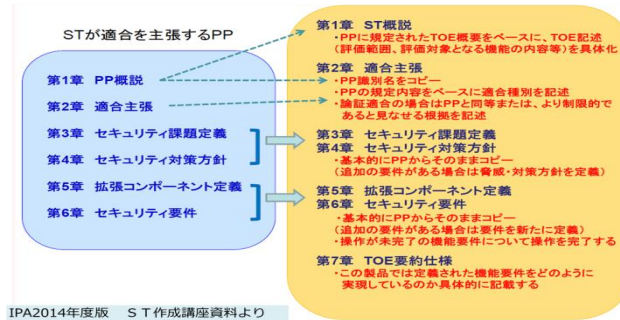 STが適合を主張するPP
第1章 PP概説
第2章 適合主張
第3章 セキュリティ課題定義
第4章 セキュリティ対策方針
第5章 拡張コンポーネント定義
第6章 セキュリティ要件
第1章 ST概説
・PPに規定されたTOE概要をベースに、TOE記述
(評価範囲、評価対象となる機能の内容等)を具体化
第2章 適合主張
・PP識別名をコピー
・PPの規定内容をベースに適合種別を記述
・論証適合の場合はPPと同等または、より制限的で
あると見なせる根拠を記述
第3章 セキュリティ課題定義
第4章 セキュリティ対策方針
・基本的にPPからそのままコピー
(追加の要件がある場合は脅威・対策方針を定義)
第5章 拡張コンポーネント定義
第6章 セキュリティ要件
・基本的にPPからそのままコピー
(追加の要件がある場合は要件を新たに定義)
・操作が未完了の機能要件について操作を完了する
第7章 TOE要約仕様
・この製品では定義された機能要件をどのように
実現しているのか具体的に記載する
IPA2014年度版 ST作成講座資料より